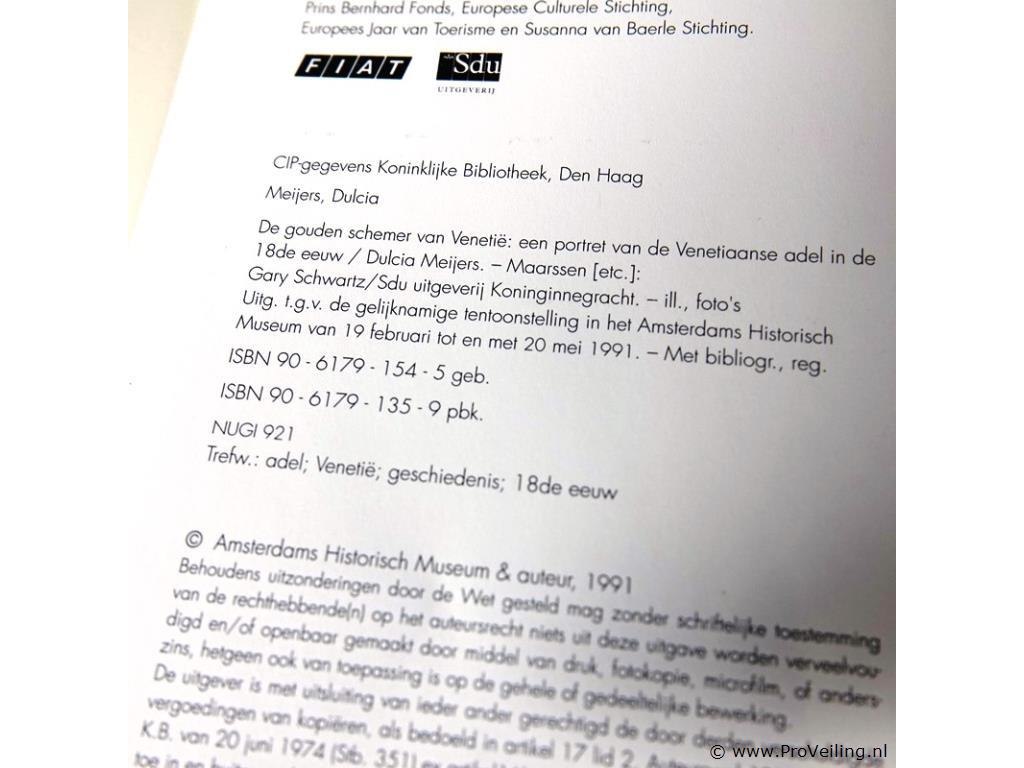 Prins Bernhard Fonds, Europese Culturele Stichting,
Europees Jaar van Toerisme en Susanna van Baerle Stichting.
FIAT
Sdu
UITGEVERIJ
CIP-gegevens Koninklijke Bibliotheek, Den Haag
Meijers, Dulcia
De gouden schemer van Venetië: een portret van de Venetiaanse adel in de
18de eeuw / Dulcia Meijers. – Maarssen [etc.]:
Gary Schwartz/Sdu uitgeverij Koninginnegracht. – ill., foto's
Uitg. t.g.v. de gelijknamige tentoonstelling in het Amsterdams Historisch
Museum van 19 februari tot en met 20 mei 1991. – Met bibliogr., reg.
ISBN 90 - 6179 - 154 - 5 geb.
ISBN 90 - 6179 - 135 - 9 pbk.
NUGI 921
Trefw.: adel; Venetië; geschiedenis; 18de eeuw
© Amsterdams Historisch Museum & auteur, 1991
Behoudens uitzonderingen door de Wet gesteld mag zonder schriftelijke toestemming
van de rechthebbende(n) op het auteursrecht niets uit deze uitgave worden verveelvou-
digd en/of openbaar gemaakt door middel van druk, fotokopie, microfilm, of anders-
zins, hetgeen ook van toepassing is op de gehele of gedeeltelijke bewerking.
De uitgever is met uitsluiting van ieder ander gerechtigd de door derden
vergoedingen van kopiëren, als bedoeld in artikel 17 lid 2,
K.B. van 20 juni 1974 (Stb. 351) ex
toe in en buiten
© www.ProVeiling.nl